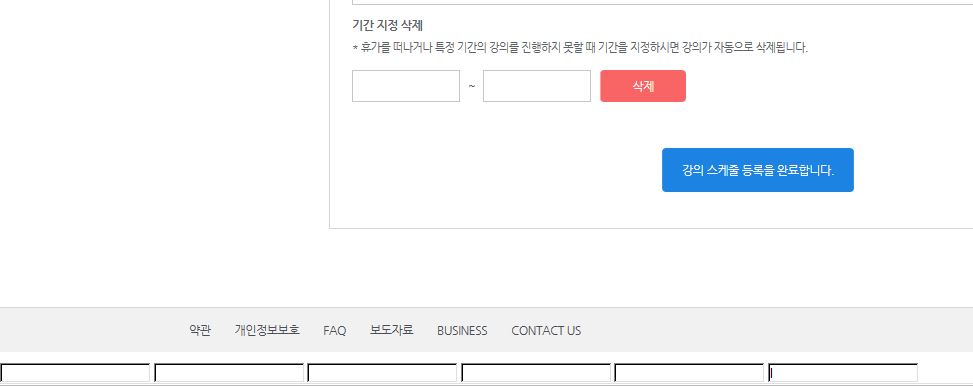 기간 지정 삭제
* 휴가를 떠나거나 특정 기간의 강의를 진행하지 못할 때 기간을 지정하시면 강의가 자동으로 삭제됩니다.
~ 삭제
강의 스케줄 등록을 완료합니다.
약관 개인정보보호 FAQ 보도자료 BUSINESS CONTACT US